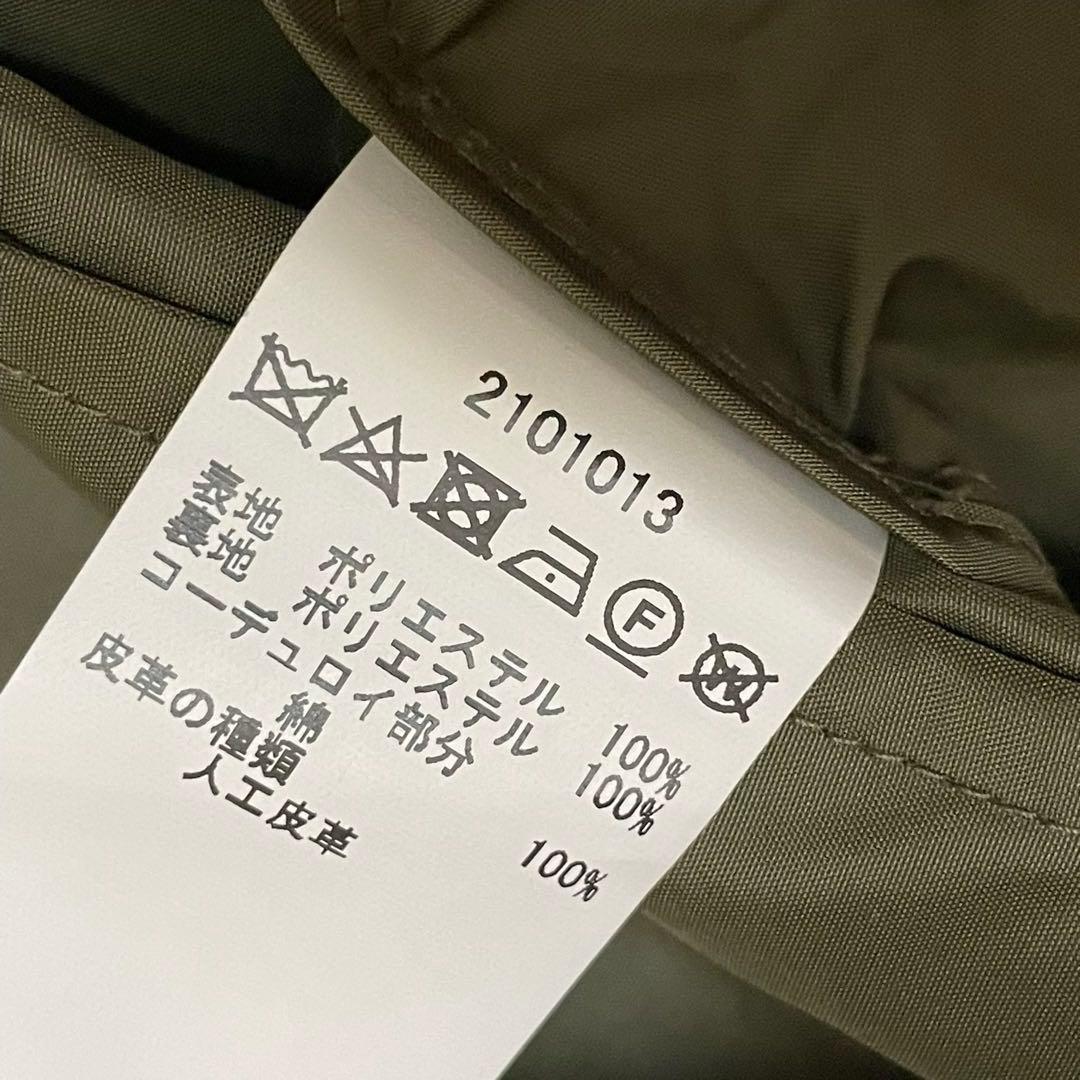 2101013
F
W
表地 ポリエステル 100%
裏地 ポリエステル 100%
コーデュロイ部分
綿 100%
皮革の種類
人工皮革